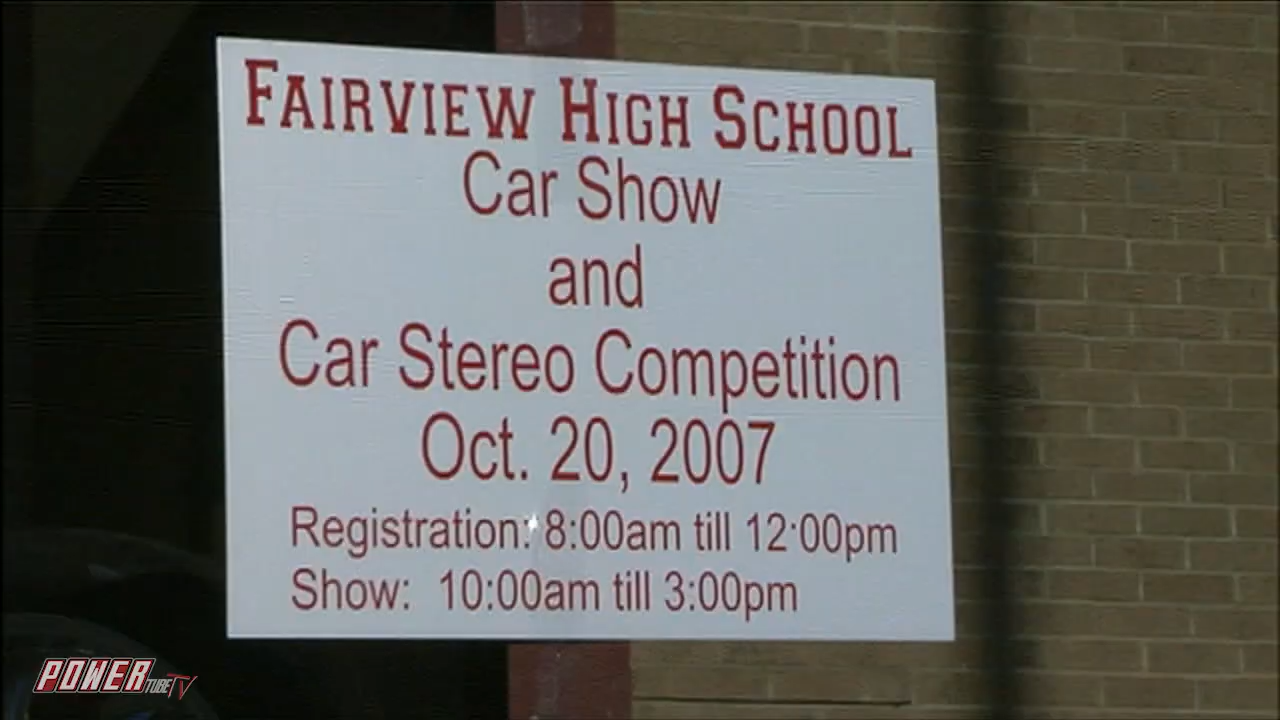 FAIRVIEW HIGH SCHOOL
Car Show
and
Car Stereo Competition
Oct. 20, 2007
Registration: 8:00am till 12:00pm
Show: 10:00am till 3:00pm
POWER TUBE TV